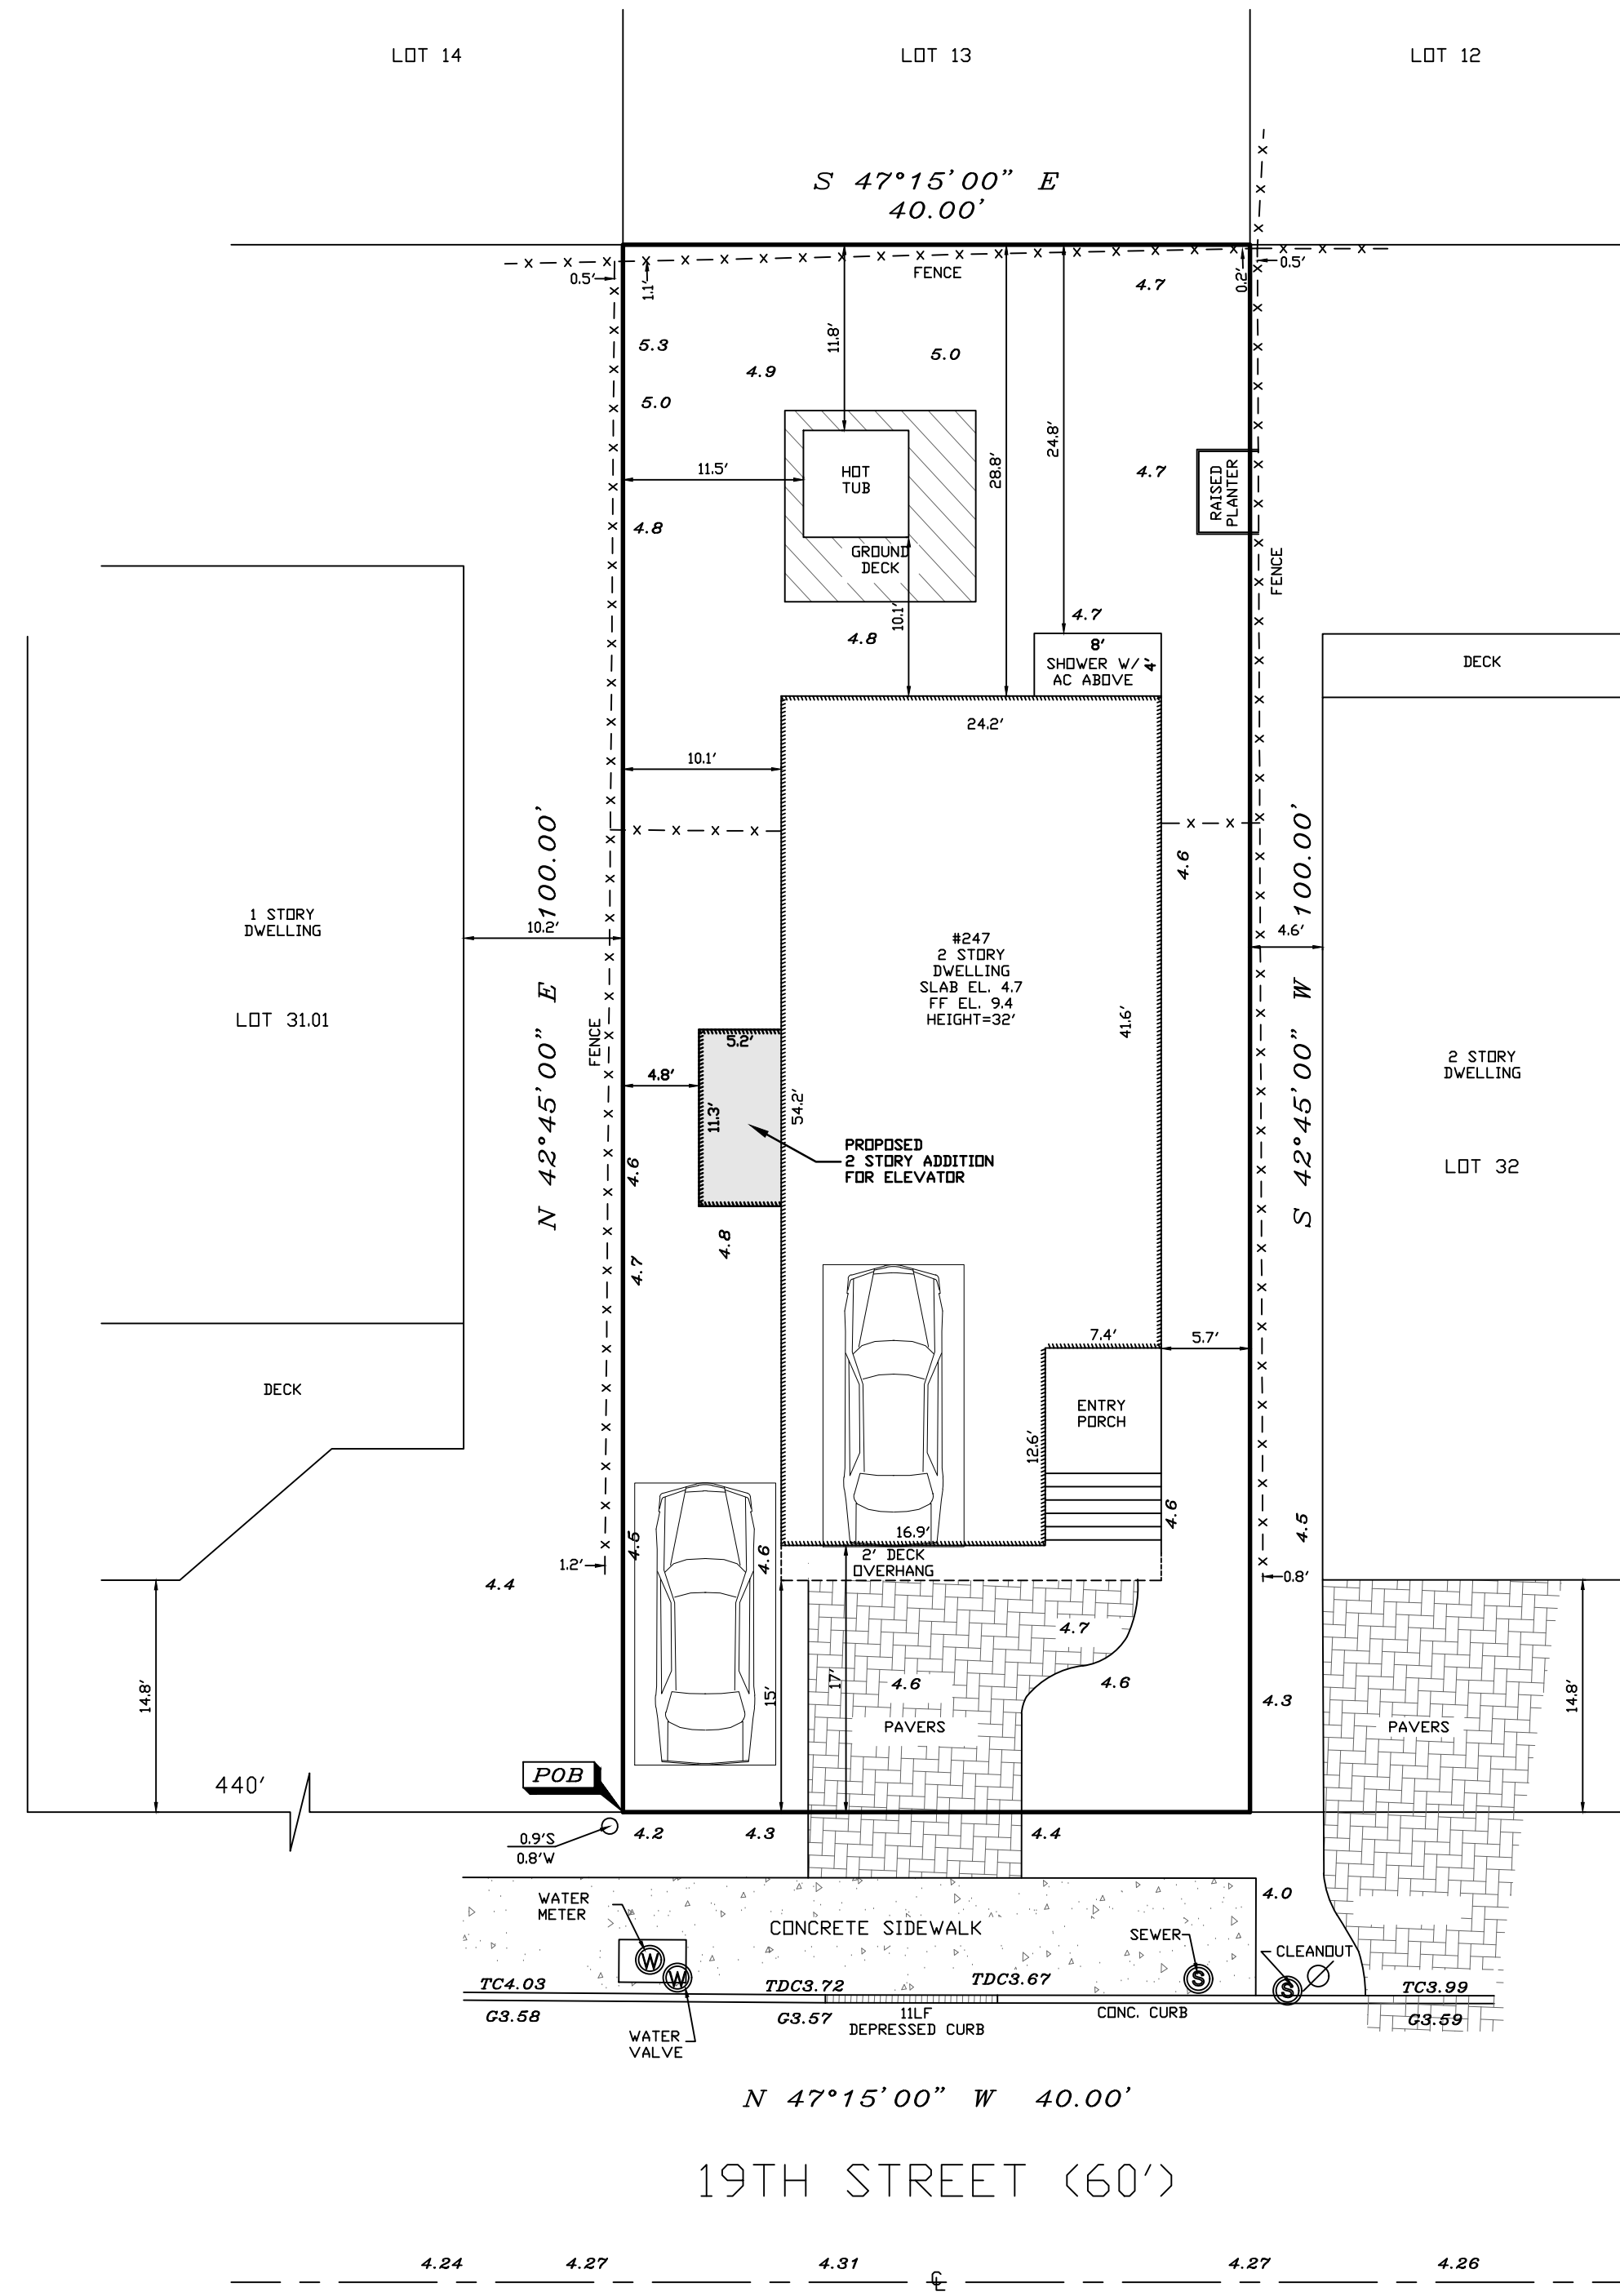 LOT 14
LOT 13
LOT 12
S 47°15'00" E
40.00'
FENCE
0.5'
1.1'
0.2'
0.5'
4.7
5.3
11.8'
5.0
4.9
5.0
24.8'
28.8'
11.5'
HOT
TUB
4.7
RAISED
PLANTER
4.8
GROUND
DECK
FENCE
10.1'
4.8
4.7
8'
SHOWER W/
AC ABOVE
4'
DECK
24.2'
10.1'
100.00'
100.00'
4.6
1 STORY
DWELLING
10.2'
#247
2 STORY
DWELLING
SLAB EL. 4.7
FF EL. 9.4
HEIGHT=32'
4.6'
LOT 31.01
N 42°45'00" E
FENCE
5.2'
4.8'
11.3'
54.2'
41.6'
S 42°45'00" W
2 STORY
DWELLING
PROPOSED
2 STORY ADDITION
FOR ELEVATOR
LOT 32
4.6
4.8
4.7
7.4'
5.7'
DECK
ENTRY
PORCH
12.6'
4.6
4.5
4.5
4.6
16.9'
2' DECK
OVERHANG
1.2'
0.8'
4.4
4.7
4.6
4.6
14.8'
15'
17'
4.3
14.8'
PAVERS
PAVERS
POB
440'
0.9'S
0.8'W
4.2
4.3
4.4
4.0
WATER
METER
CONCRETE SIDEWALK
SEWER
CLEANOUT
W
W
S
S
TC4.03
TDC3.72
TDC3.67
TC3.99
G3.58
G3.57
11LF
DEPRESSED CURB
CONC. CURB
G3.59
WATER
VALVE
N 47°15'00" W 40.00'
19TH STREET (60')
4.24
4.27
4.31
4.27
4.26
CL